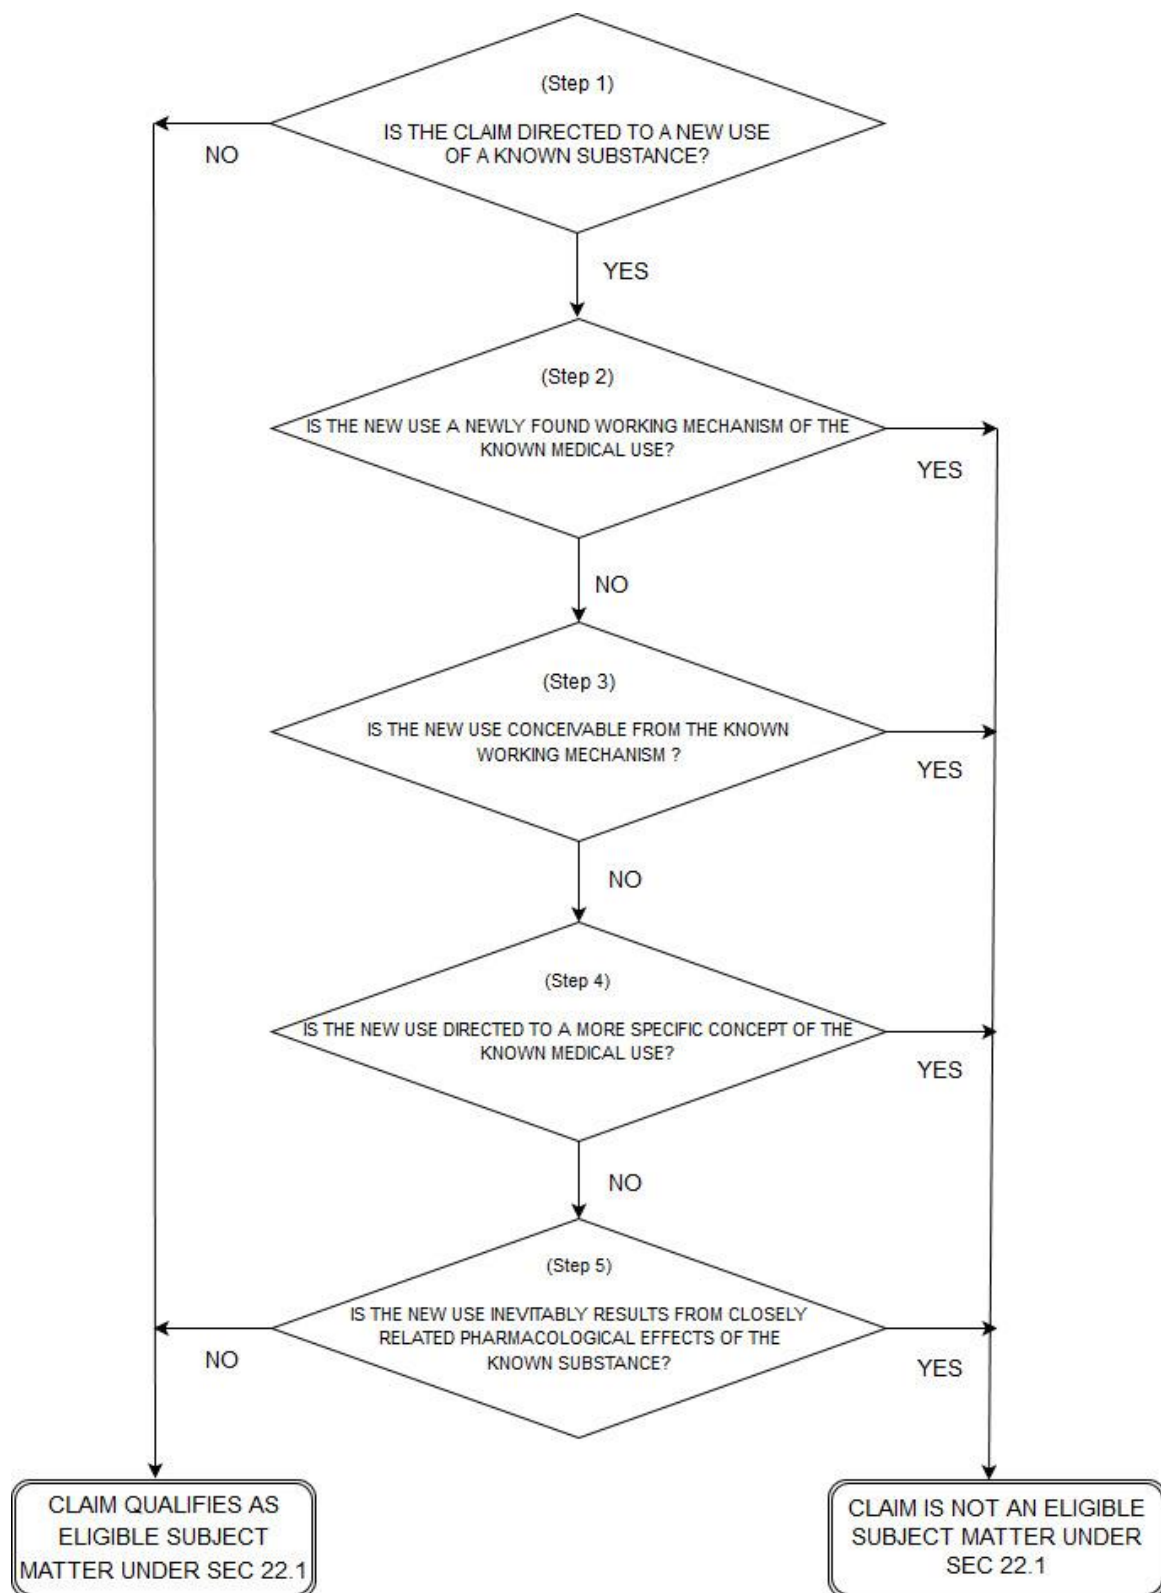 (Step 1)
IS THE CLAIM DIRECTED TO A NEW USE
OF A KNOWN SUBSTANCE?
NO
YES
(Step 2)
IS THE NEW USE A NEWLY FOUND WORKING MECHANISM OF THE
KNOWN MEDICAL USE?
YES
NO
(Step 3)
IS THE NEW USE CONCEIVABLE FROM THE KNOWN
WORKING MECHANISM ?
YES
NO
(Step 4)
IS THE NEW USE DIRECTED TO A MORE SPECIFIC CONCEPT OF THE
KNOWN MEDICAL USE?
YES
NO
(Step 5)
IS THE NEW USE INEVITABLY RESULTS FROM CLOSELY
RELATED PHARMACOLOGICAL EFFECTS OF THE
KNOWN SUBSTANCE?
NO
YES
CLAIM QUALIFIES AS
ELIGIBLE SUBJECT
MATTER UNDER SEC 22.1
CLAIM IS NOT AN ELIGIBLE
SUBJECT MATTER UNDER
SEC 22.1